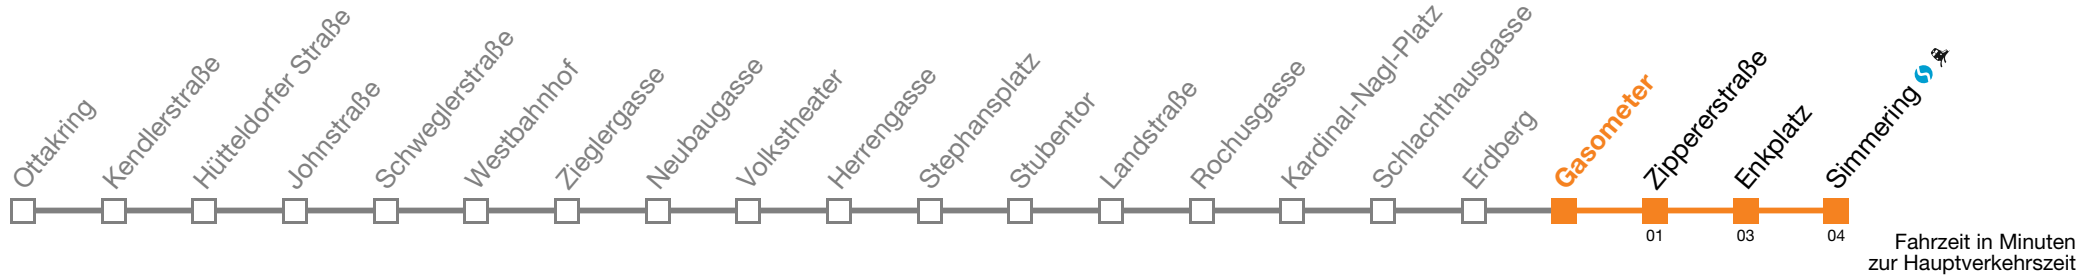 Ottakring
Kendlerstraße
Hütteldorfer Straße
Johnstraße
Schweglerstraße
Westbahnhof
Zieglergasse
Neubaugasse
Volkstheater
Herrengasse
Stephansplatz
Stubentor
Landstraße
Rochusgasse
Kardinal-Nagl-Platz
Schlachthausgasse
Erdberg
Gasometer
Zippererstraße
Enkplatz
Simmering
01
03
04
Fahrzeit in Minuten
zur Hauptverkehrszeit